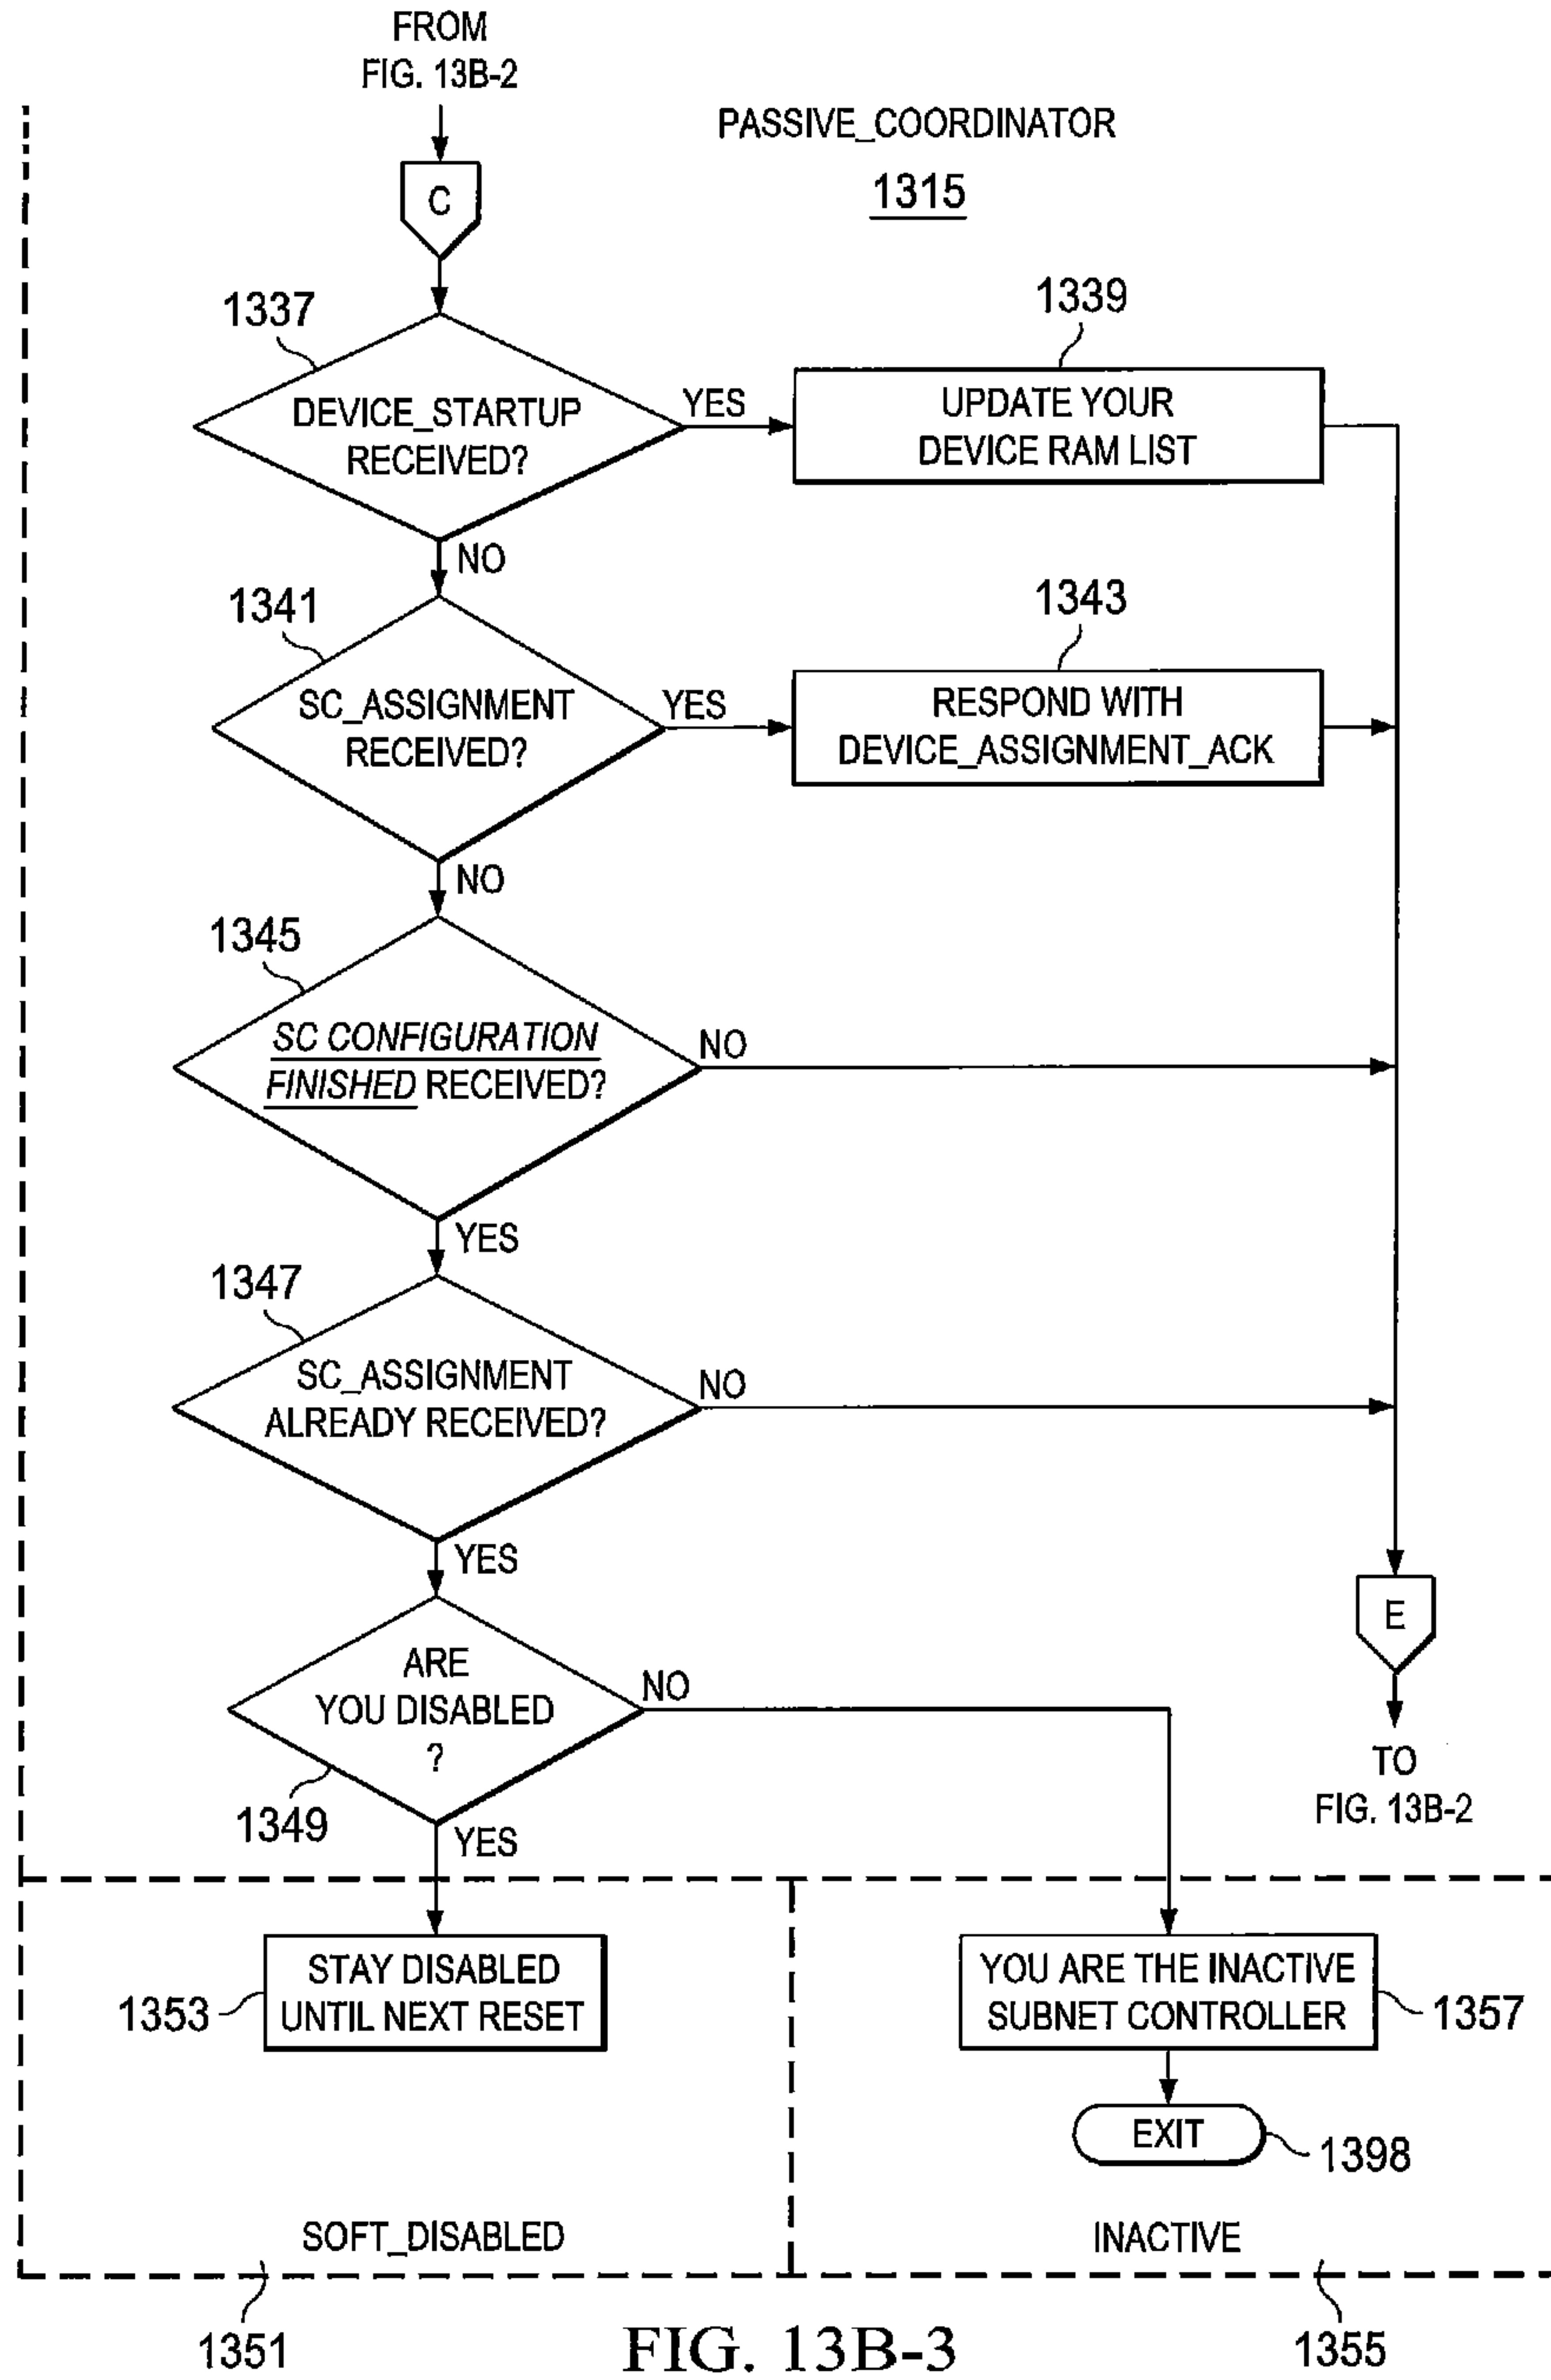 FROM
FIG. 13B-2
PASSIVE_COORDINATOR
1315
C
1337
DEVICE_STARTUP
RECEIVED?
YES
1339
UPDATE YOUR
DEVICE RAM LIST
NO
1341
SC_ASSIGNMENT
RECEIVED?
YES
1343
RESPOND WITH
DEVICE_ASSIGNMENT_ACK
NO
1345
SC CONFIGURATION
FINISHED RECEIVED?
NO
YES
1347
SC_ASSIGNMENT
ALREADY RECEIVED?
NO
YES
ARE
YOU DISABLED
?
NO
1349
YES
E
TO
FIG. 13B-2
STAY DISABLED
UNTIL NEXT RESET
1353
YOU ARE THE INACTIVE
SUBNET CONTROLLER
1357
EXIT
1398
SOFT_DISABLED
INACTIVE
1351
1355
FIG. 13B-3